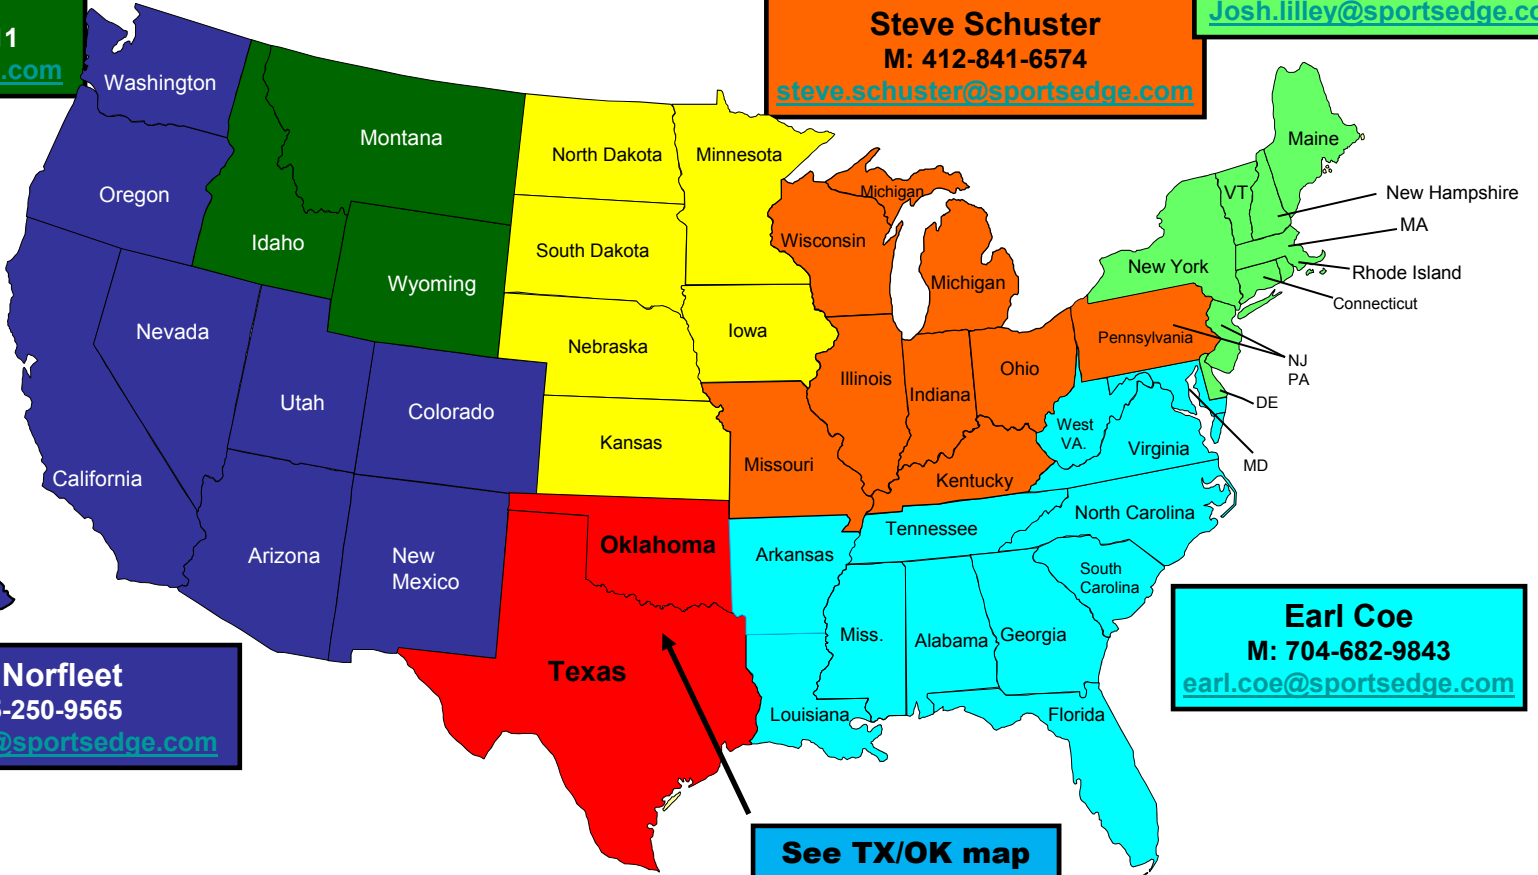 1
.com
Steve Schuster
M: 412-841-6574
steve.schuster@sportsedge.com
Josh.lilley@sportsedge.co
Washington
Oregon
Montana
Idaho
Wyoming
North Dakota
Minnesota
South Dakota
Nebraska
Iowa
Kansas
Michigan
Wisconsin
Michigan
Maine
VT
New Hampshire
MA
New York
Rhode Island
Connecticut
Pennsylvania
NJ
PA
DE
MD
Nevada
Utah
Colorado
California
Arizona
New
Mexico
Illinois
Indiana
Ohio
Missouri
Kentucky
West
VA.
Virginia
Oklahoma
Texas
Arkansas
Tennessee
North Carolina
South
Carolina
Miss.
Alabama
Georgia
Louisiana
Florida
Norfleet
-250-9565
@sportsedge.com
Earl Coe
M: 704-682-9843
earl.coe@sportsedge.com
See TX/OK map